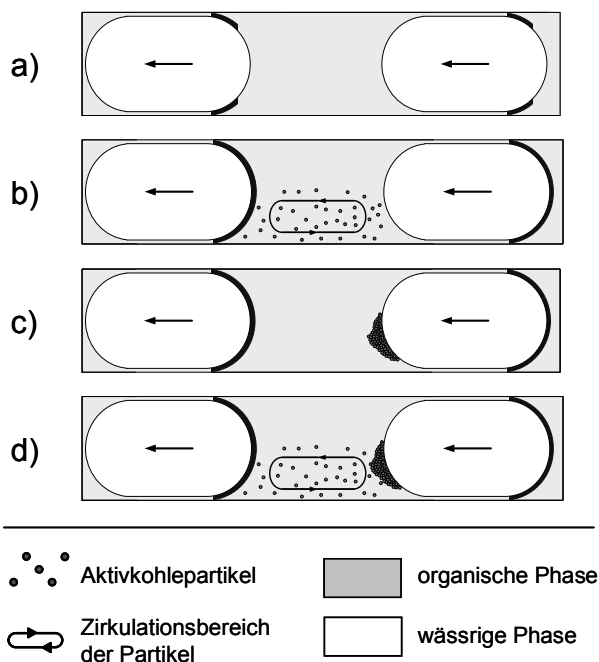 a)
b)
c)
d)
Aktivkohlepartikel
organische Phase
Zirkulationsbereich
der Partikel
wässrige Phase